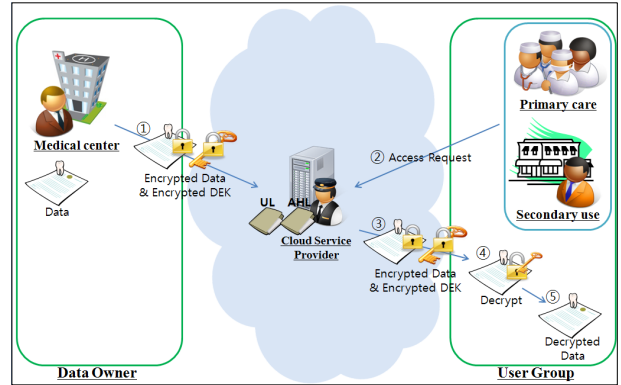 Medical center
Data
①
Encrypted Data
& Encrypted DEK
② Access Request
UL
AHL
Cloud Service
Provider
③
Encrypted Data
& Encrypted DEK
④
Decrypt
⑤
Decrypted
Data
Primary care
Secondary use
Data Owner
User Group